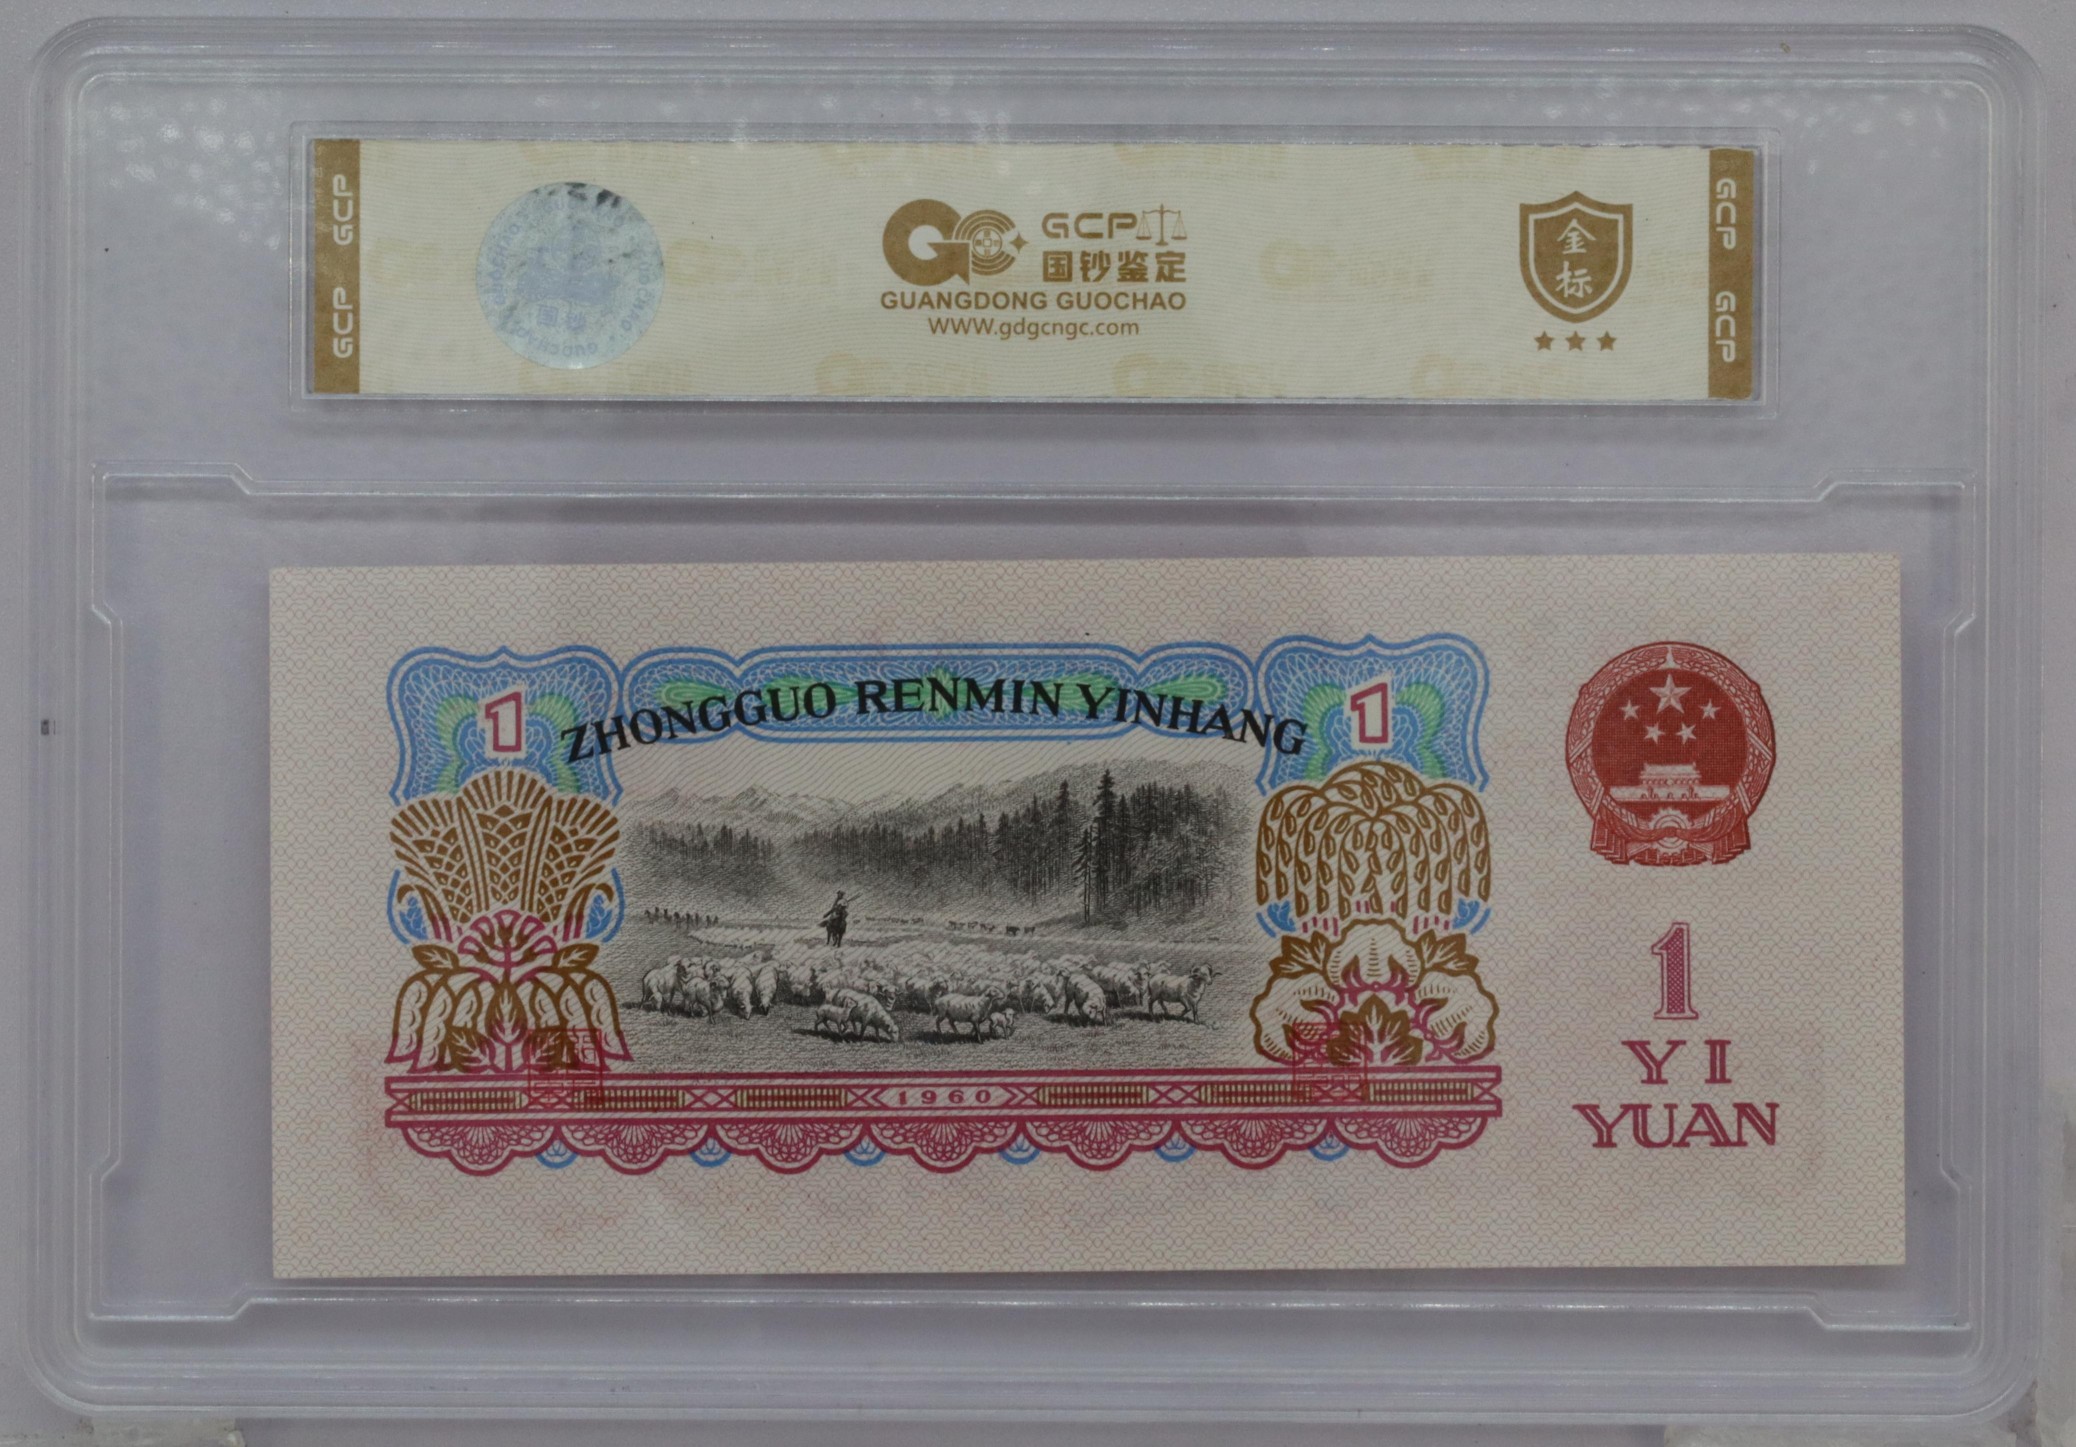 GCP
GCP
GCP
国钞鉴定
GUANGDONG GUOCHAO
WWW.gdgcngc.com
金
标
GCP
GCP
1
ZHONGGUO RENMIN YINHANG
1
1960
1
YI
YUAN